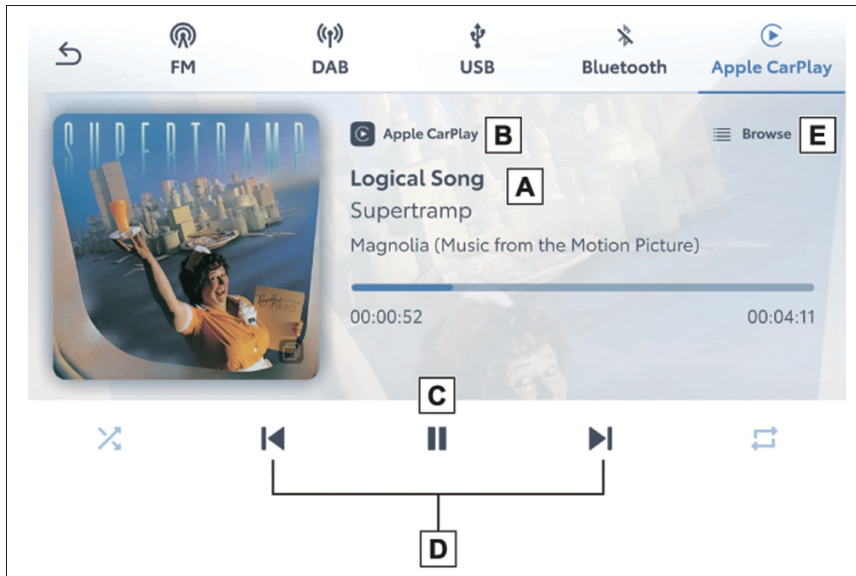 FM
DAB
USB
Bluetooth
Apple CarPlay
SUPERTRAMP
Apple CarPlay
B
Browse
E
Logical Song
A
Supertramp
Magnolia (Music from the Motion Picture)
00:00:52
00:04:11
C
D